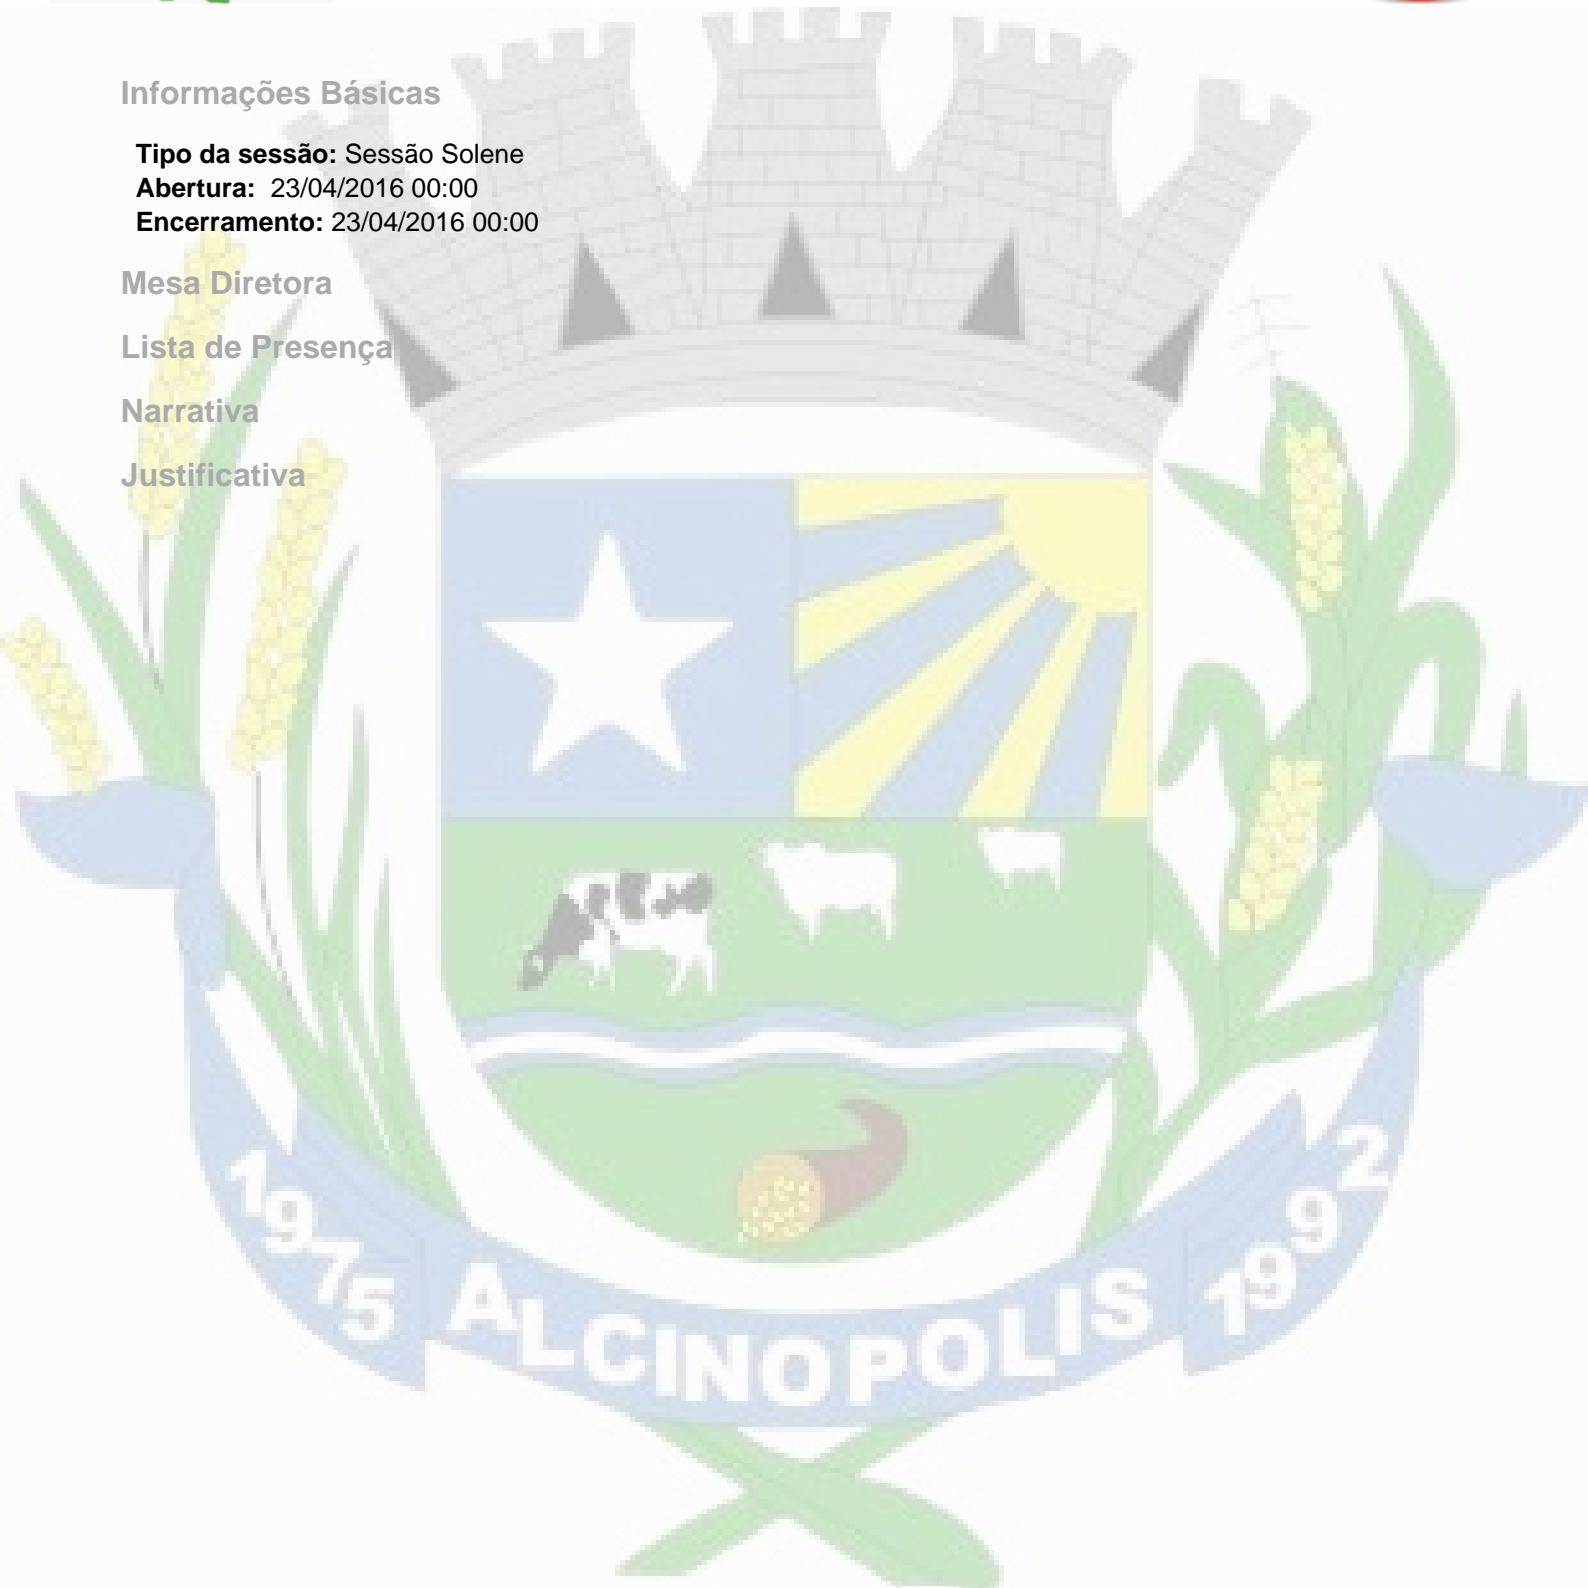 Informações Básicas
Tipo da sessão: Sessão Solene
Abertura: 23/04/2016 00:00
Encerramento: 23/04/2016 00:00
Mesa Diretora
Lista de Presença
Narrativa
Justificativa
1975 ALCINOPOLIS 1992